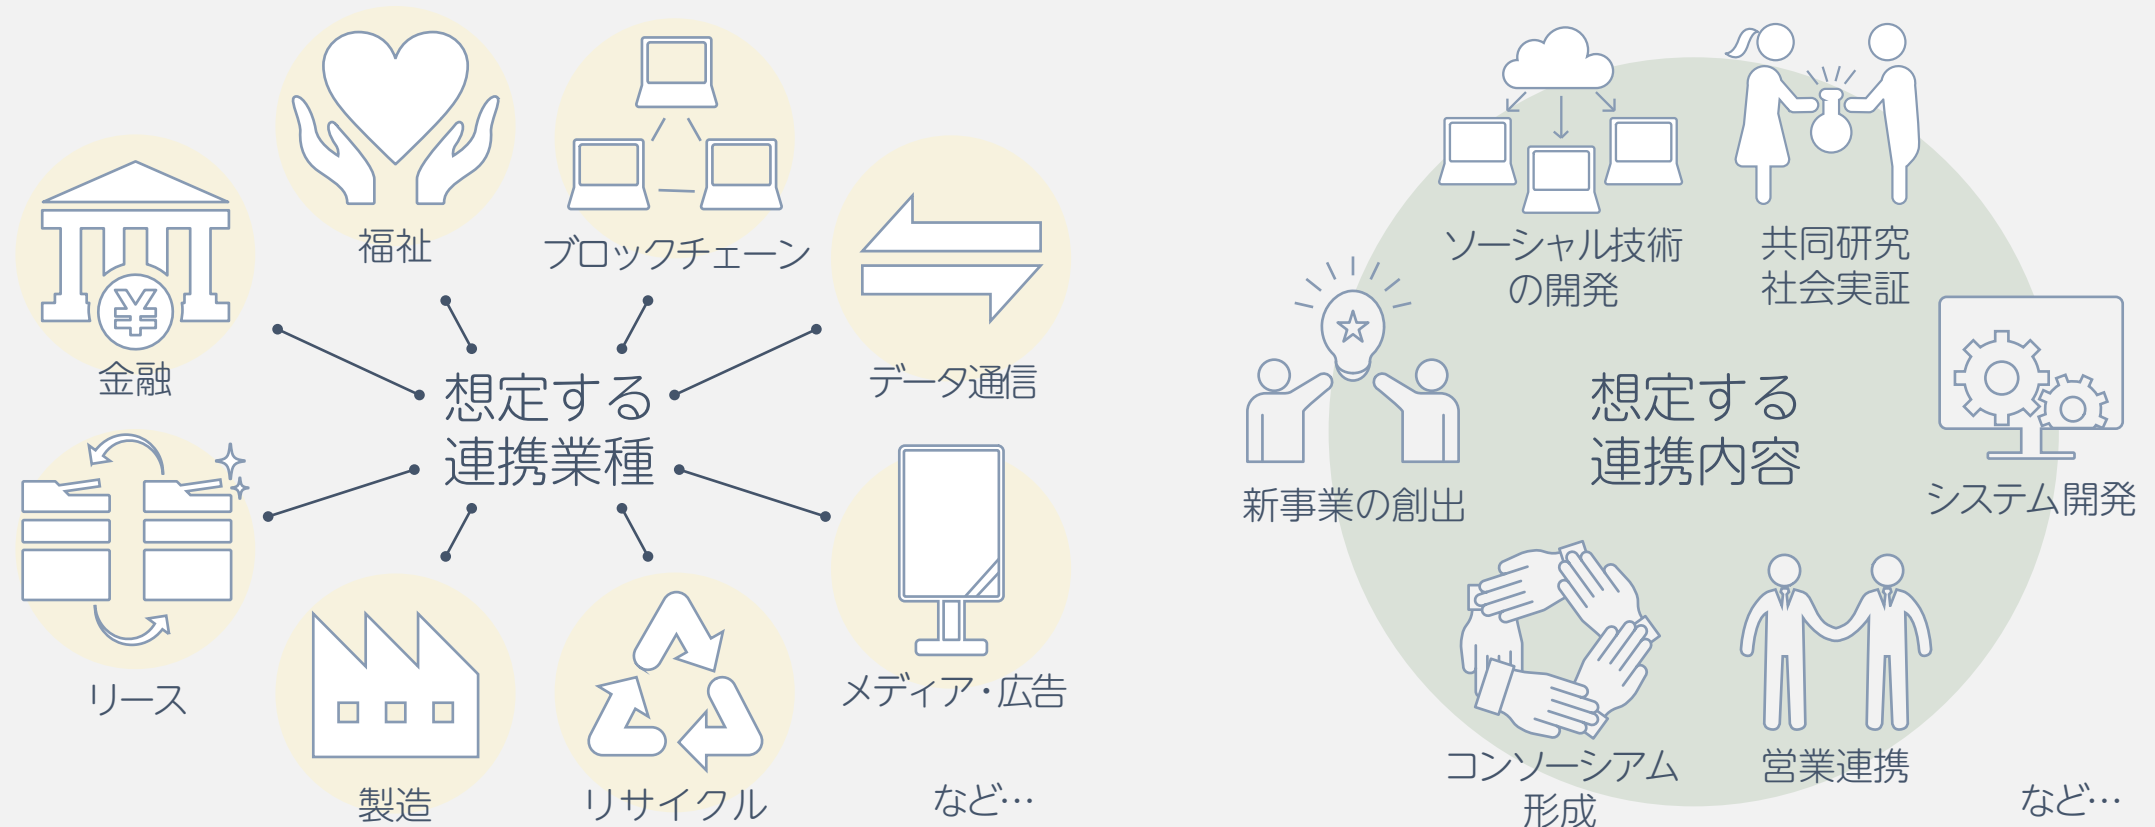 福祉
ブロックチェーン
金融
データ通信
想定する
連携業種
リース
メディア・広告
製造
リサイクル
など…
ソーシャル技術
の開発
共同研究
社会実証
新事業の創出
想定する
連携内容
システム開発
コンソーシアム
形成
営業連携
など…
¥